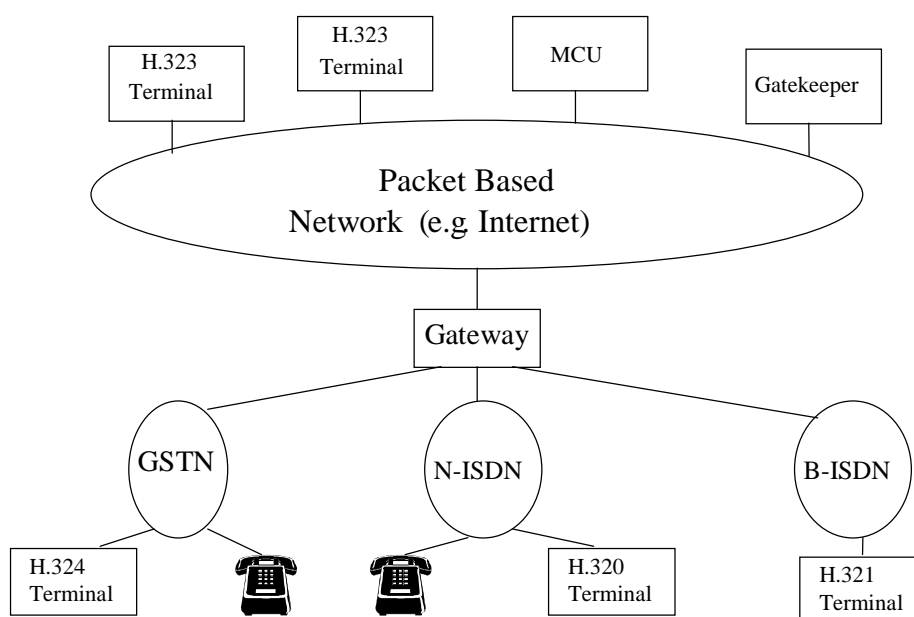 H.323
Terminal
H.323
Terminal
MCU
Gatekeeper
Packet Based
Network (e.g. Internet)
Gateway
GSTN
N-ISDN
B-ISDN
H.324
Terminal
H.320
Terminal
H.321
Terminal